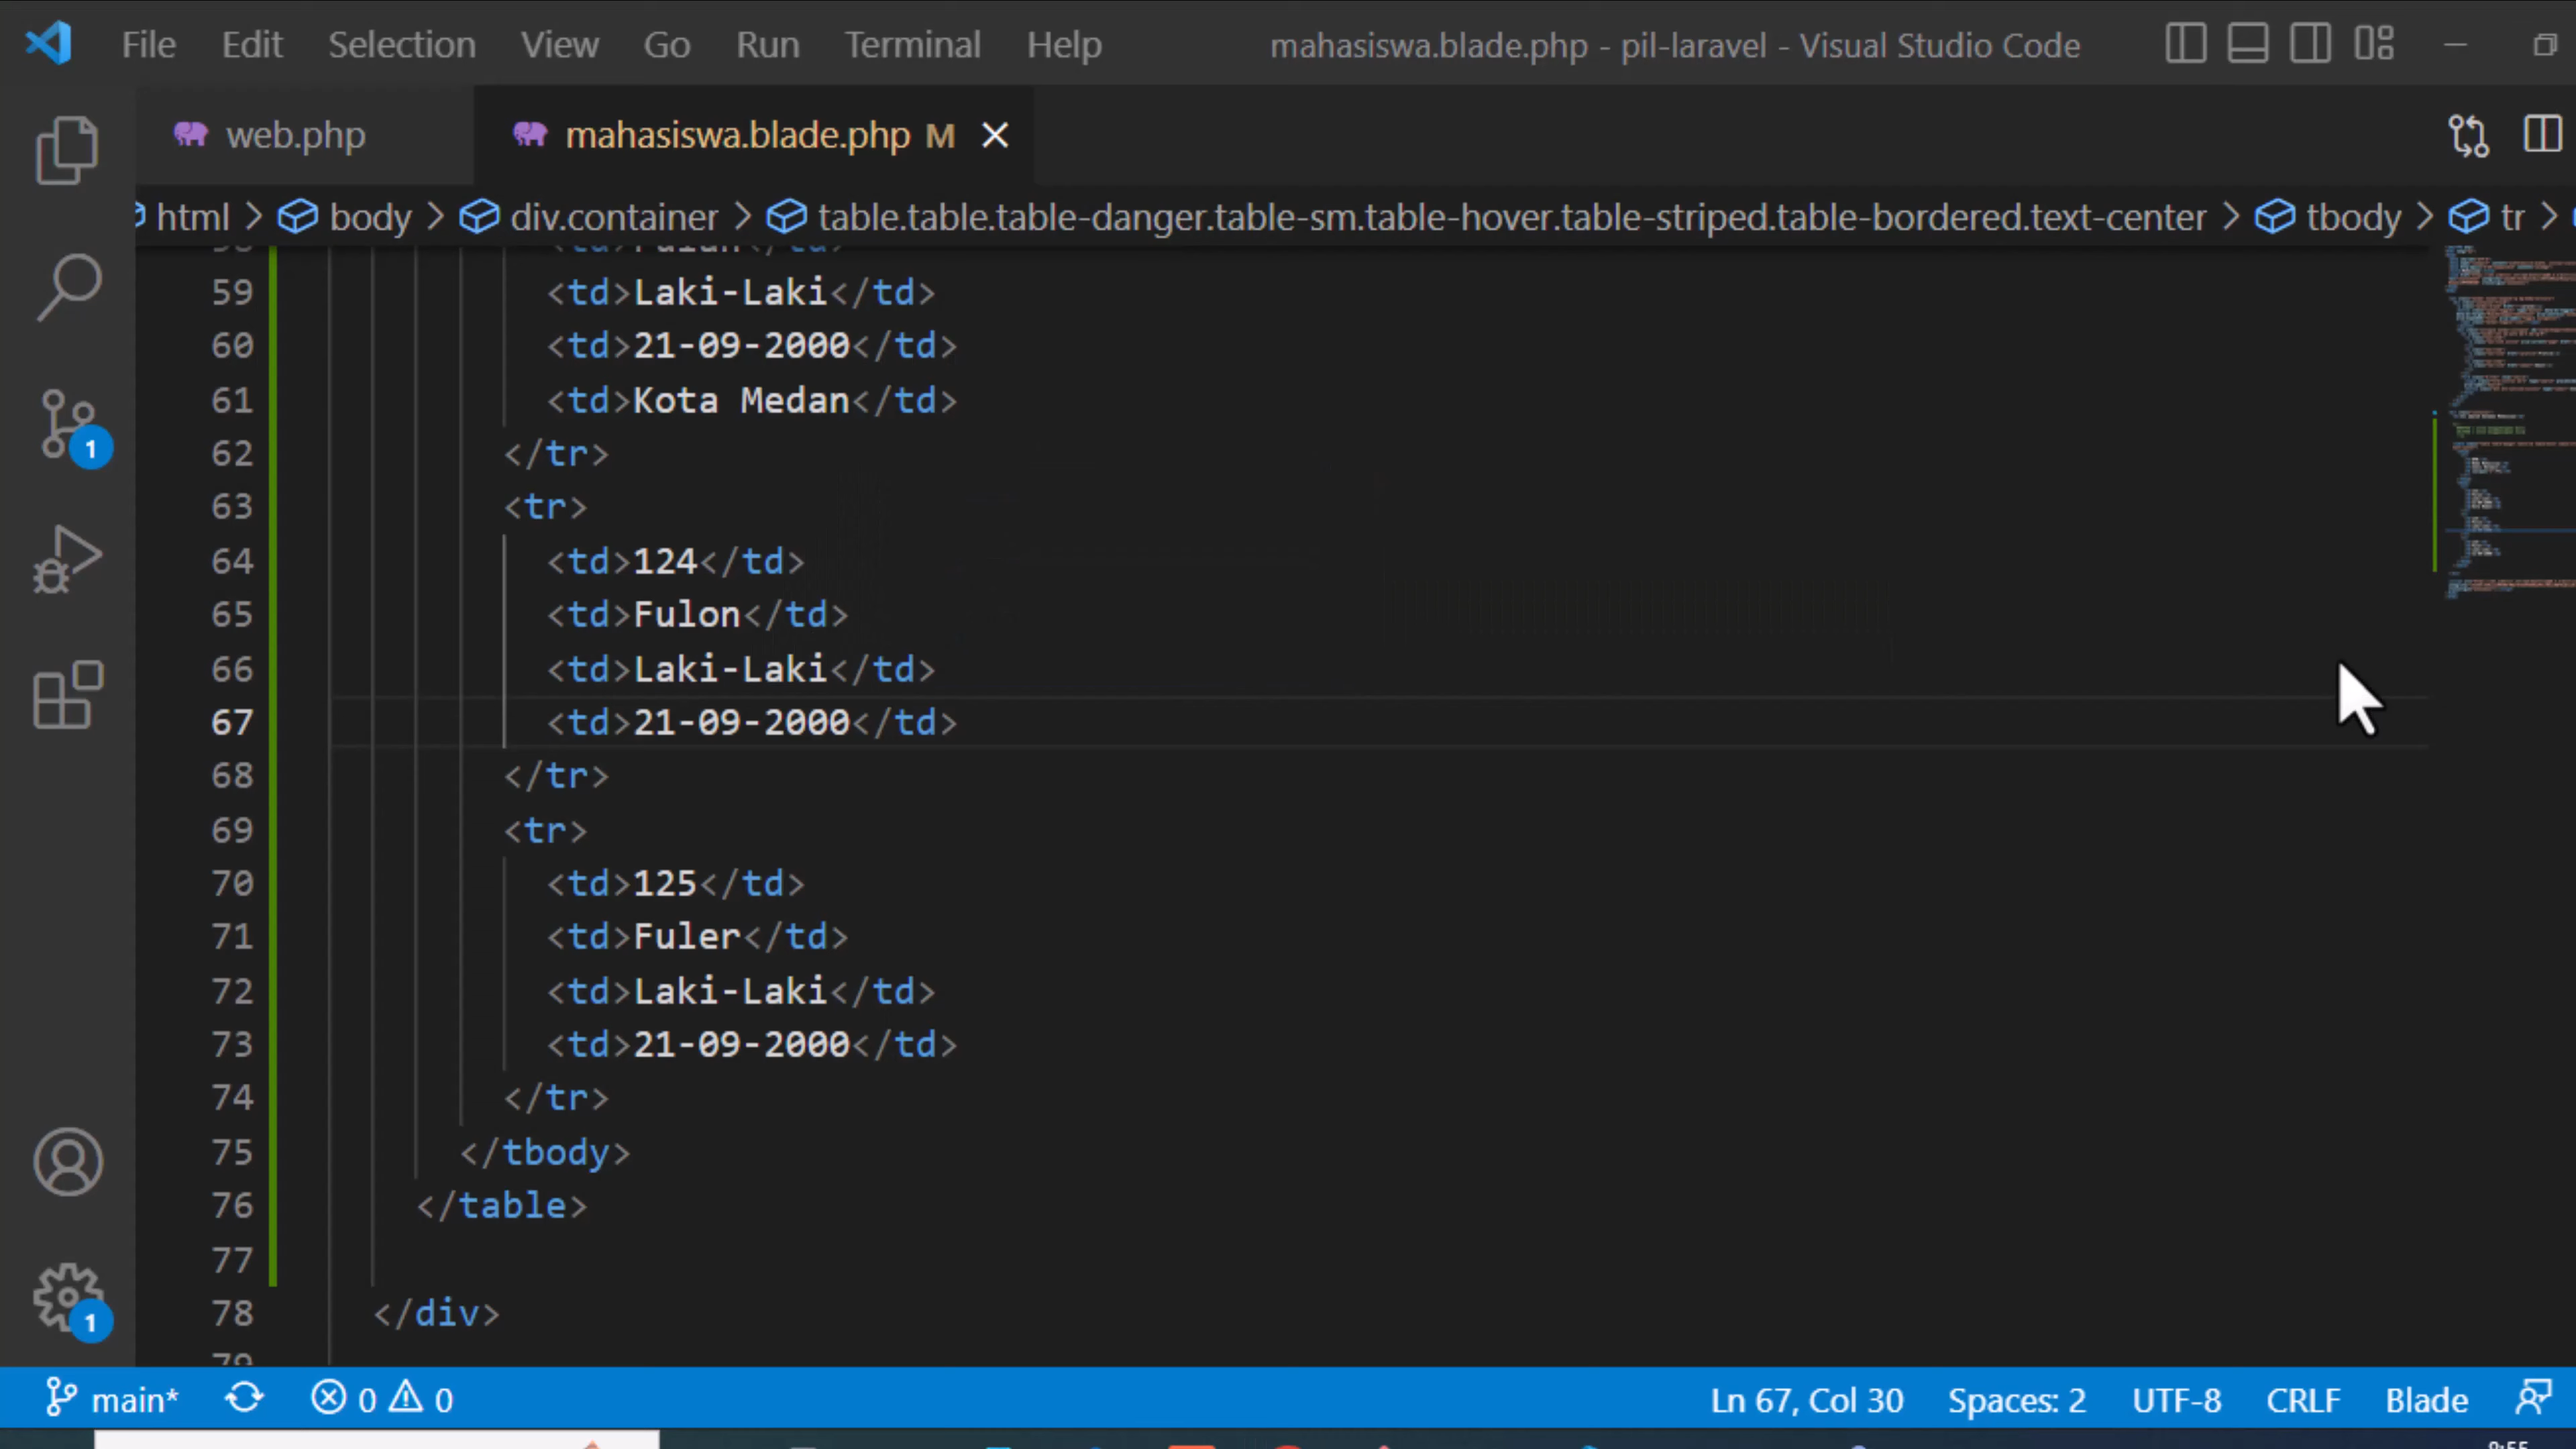 File Edit Selection View Go Run Terminal Help mahasiswa.blade.php - pil-laravel - Visual Studio Code
web.php mahasiswa.blade.php M
html > body > div.container > table.table.table-danger.table-sm.table-hover.table-striped.table-bordered.text-center > tbody > tr >
59 <td>Laki-Laki</td>
60 <td>21-09-2000</td>
61 <td>Kota Medan</td>
62 </tr>
63 <tr>
64 <td>124</td>
65 <td>Fulon</td>
66 <td>Laki-Laki</td>
67 <td>21-09-2000</td>
68 </tr>
69 <tr>
70 <td>125</td>
71 <td>Fuler</td>
72 <td>Laki-Laki</td>
73 <td>21-09-2000</td>
74 </tr>
75 </tbody>
76 </table>
77
78 </div>
79
1
1
main* 0 0 Ln 67, Col 30 Spaces: 2 UTF-8 CRLF Blade